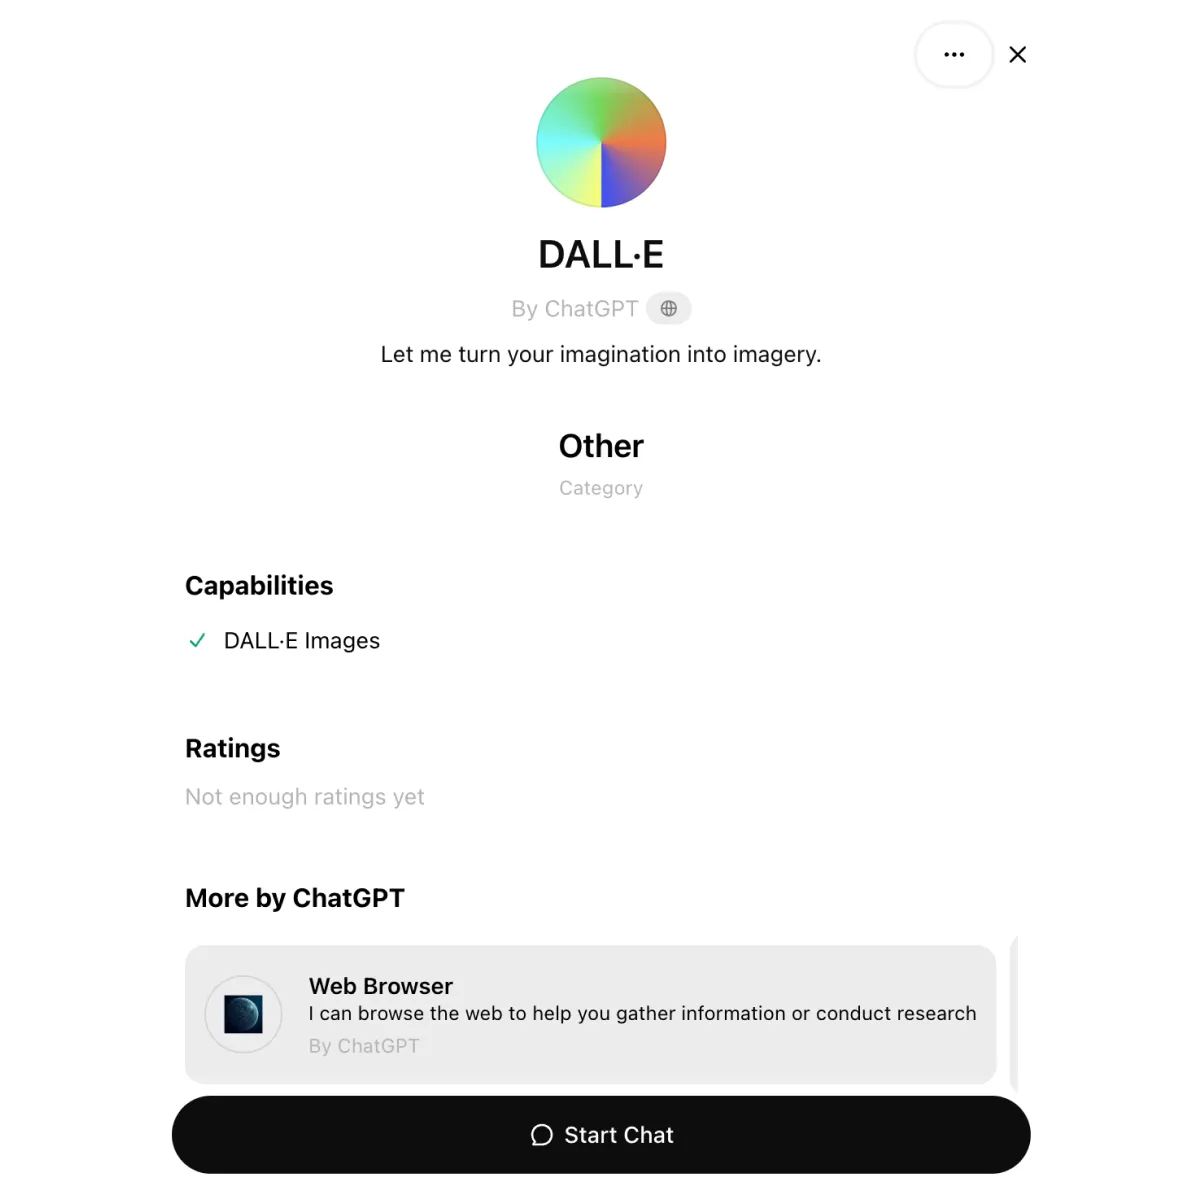 DALL·E
By ChatGPT
Let me turn your imagination into imagery.
Other
Category
Capabilities
DALL·E Images
Ratings
Not enough ratings yet
More by ChatGPT
Web Browser
I can browse the web to help you gather information or conduct research
By ChatGPT
Start Chat